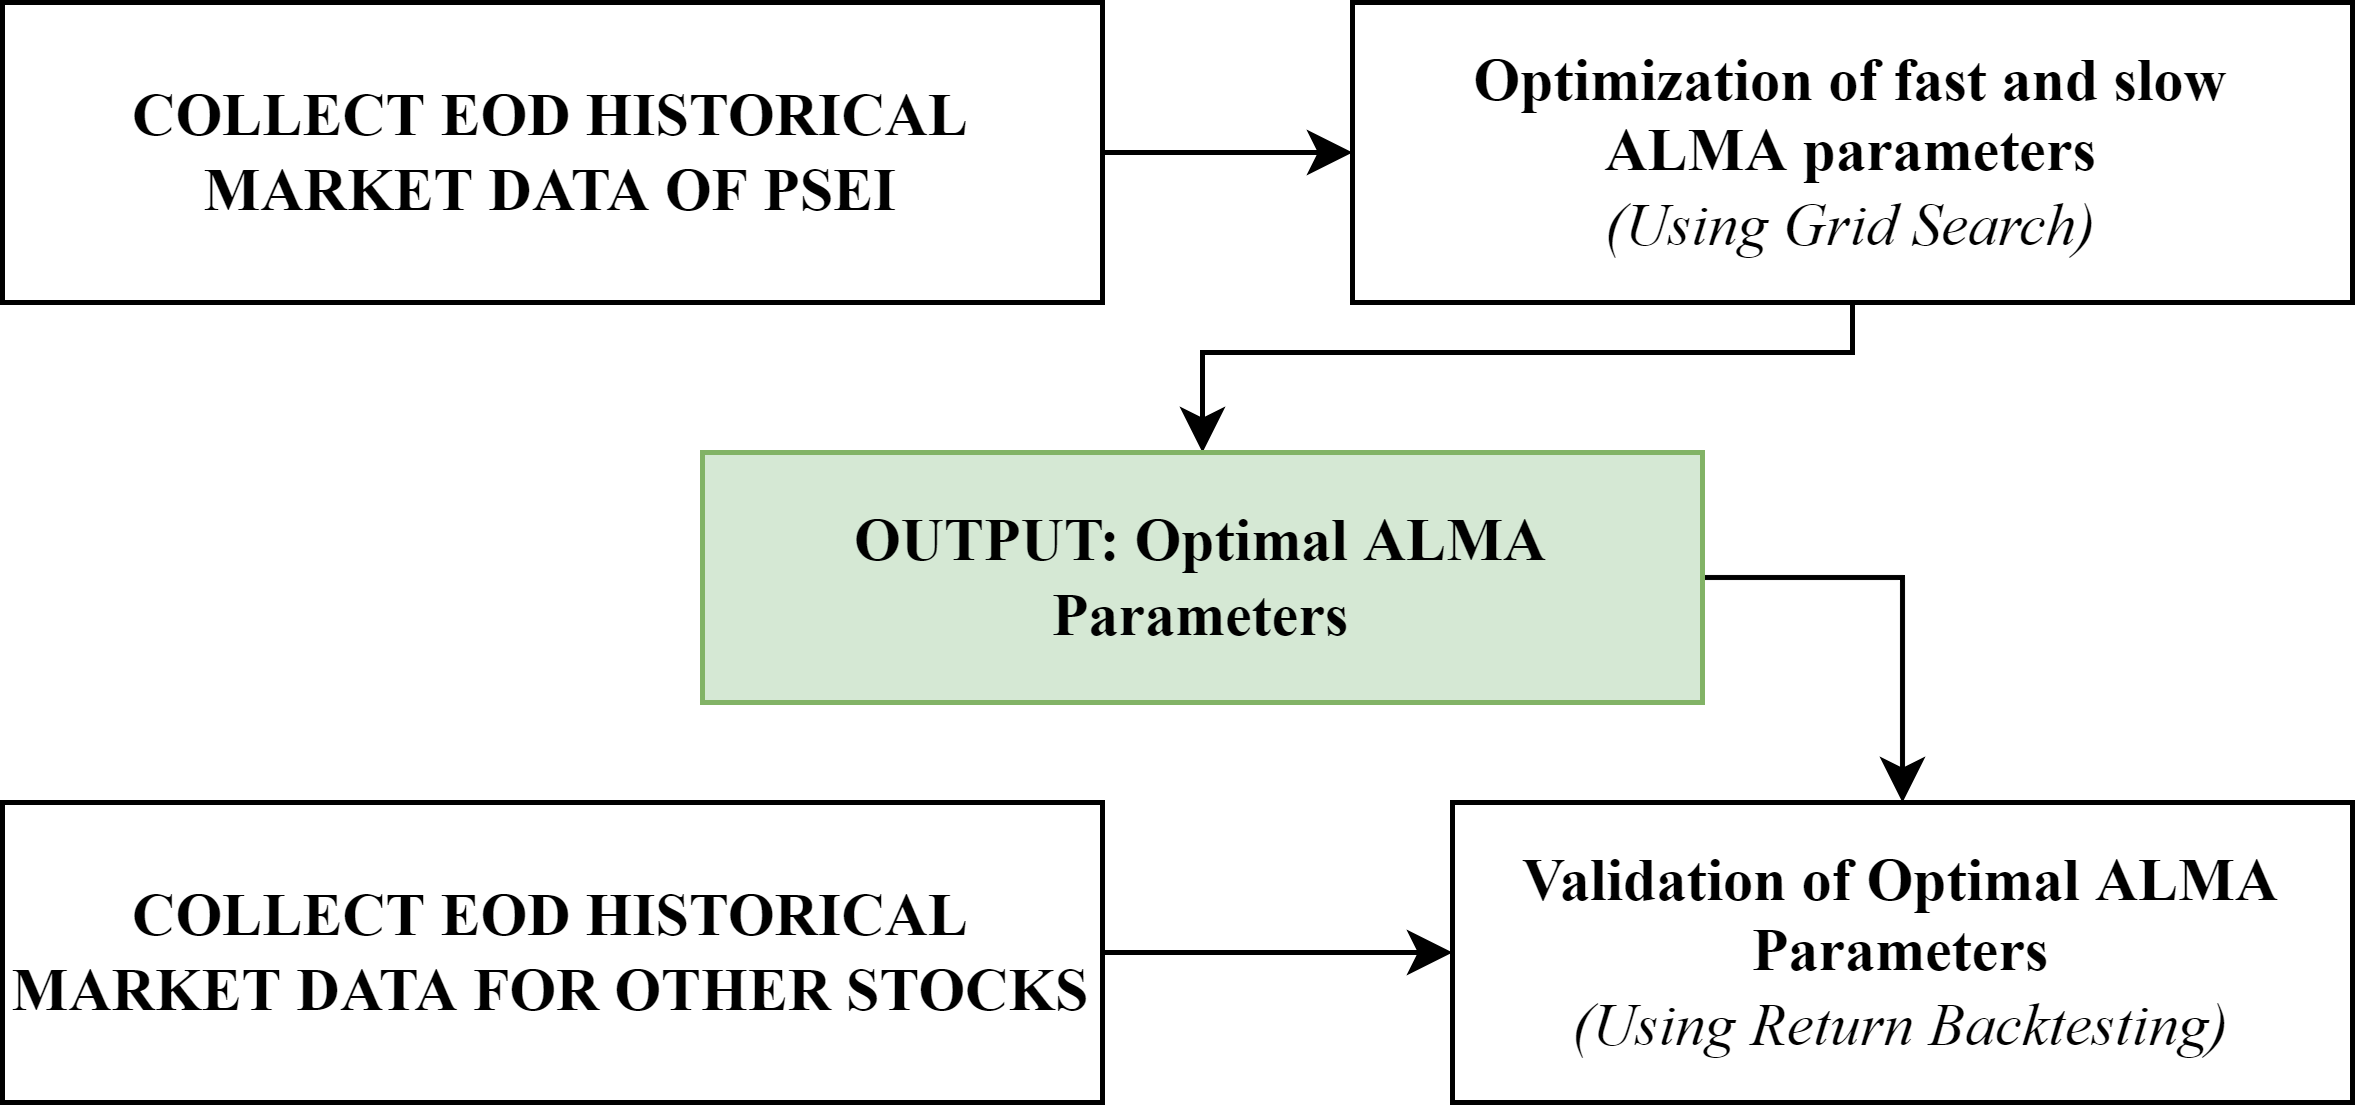 COLLECT EOD HISTORICAL
MARKET DATA OF PSEI
Optimization of fast and slow
ALMA parameters
(Using Grid Search)
OUTPUT: Optimal ALMA
Parameters
COLLECT EOD HISTORICAL
MARKET DATA FOR OTHER STOCKS
Validation of Optimal ALMA
Parameters
(Using Return Backtesting)